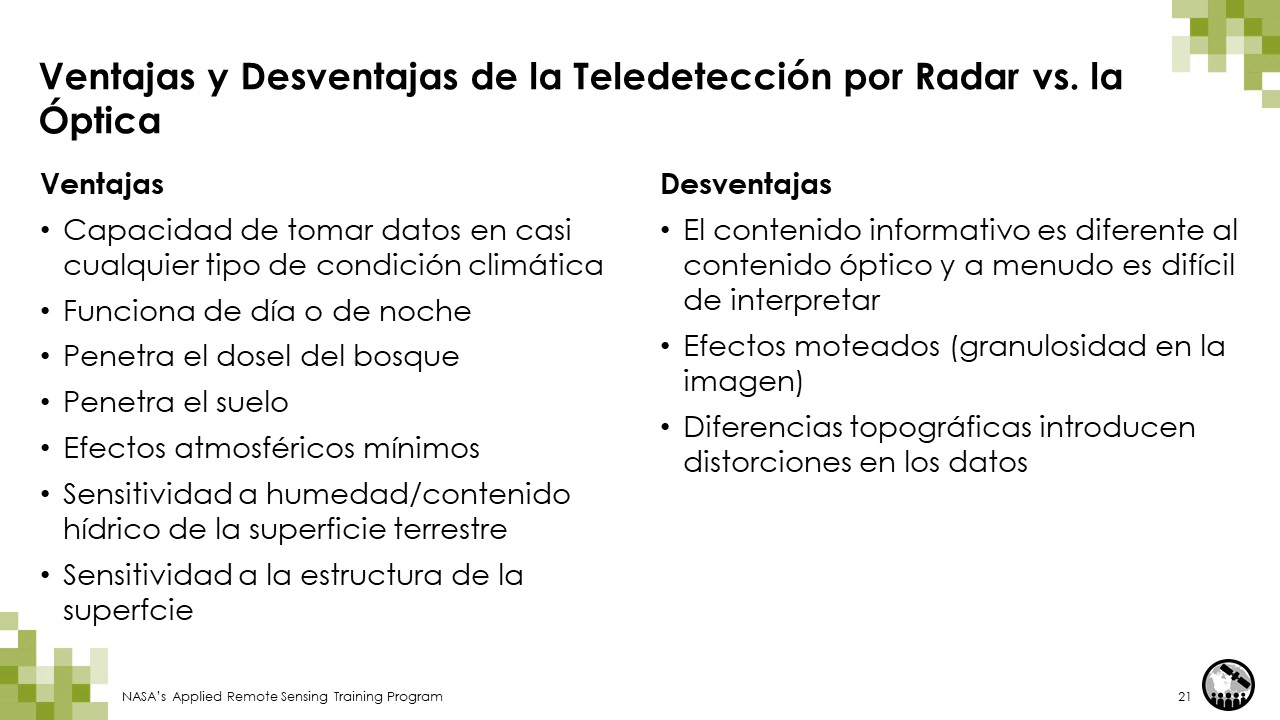 Ventajas y Desventajas de la Teledetección por Radar vs. la
Óptica
Ventajas
• Capacidad de tomar datos en casi
cualquier tipo de condición climática
• Funciona de día o de noche
• Penetra el dosel del bosque
• Penetra el suelo
• Efectos atmosféricos mínimos
• Sensitividad a humedad/contenido
hídrico de la superficie terrestre
• Sensitividad a la estructura de la
superfcie
Desventajas
• El contenido informativo es diferente al
contenido óptico y a menudo es difícil
de interpretar
• Efectos moteados (granulosidad en la
imagen)
• Diferencias topográficas introducen
distorciones en los datos
NASA's Applied Remote Sensing Training Program
21